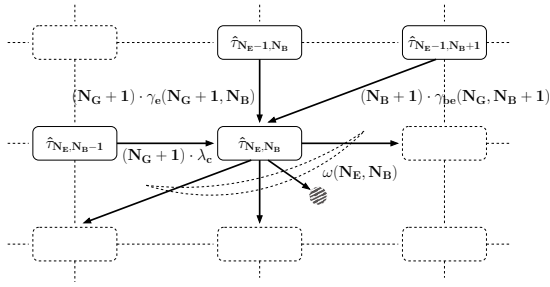 τ̂_{N_E−1,N_B}
τ̂_{N_E−1,N_B+1}
(N_G + 1) · γ_e(N_G + 1, N_B)
(N_B + 1) · γ_be(N_G, N_B + 1)
τ̂_{N_E,N_B−1}
τ̂_{N_E,N_B}
(N_G + 1) · λ_c
ω(N_E, N_B)